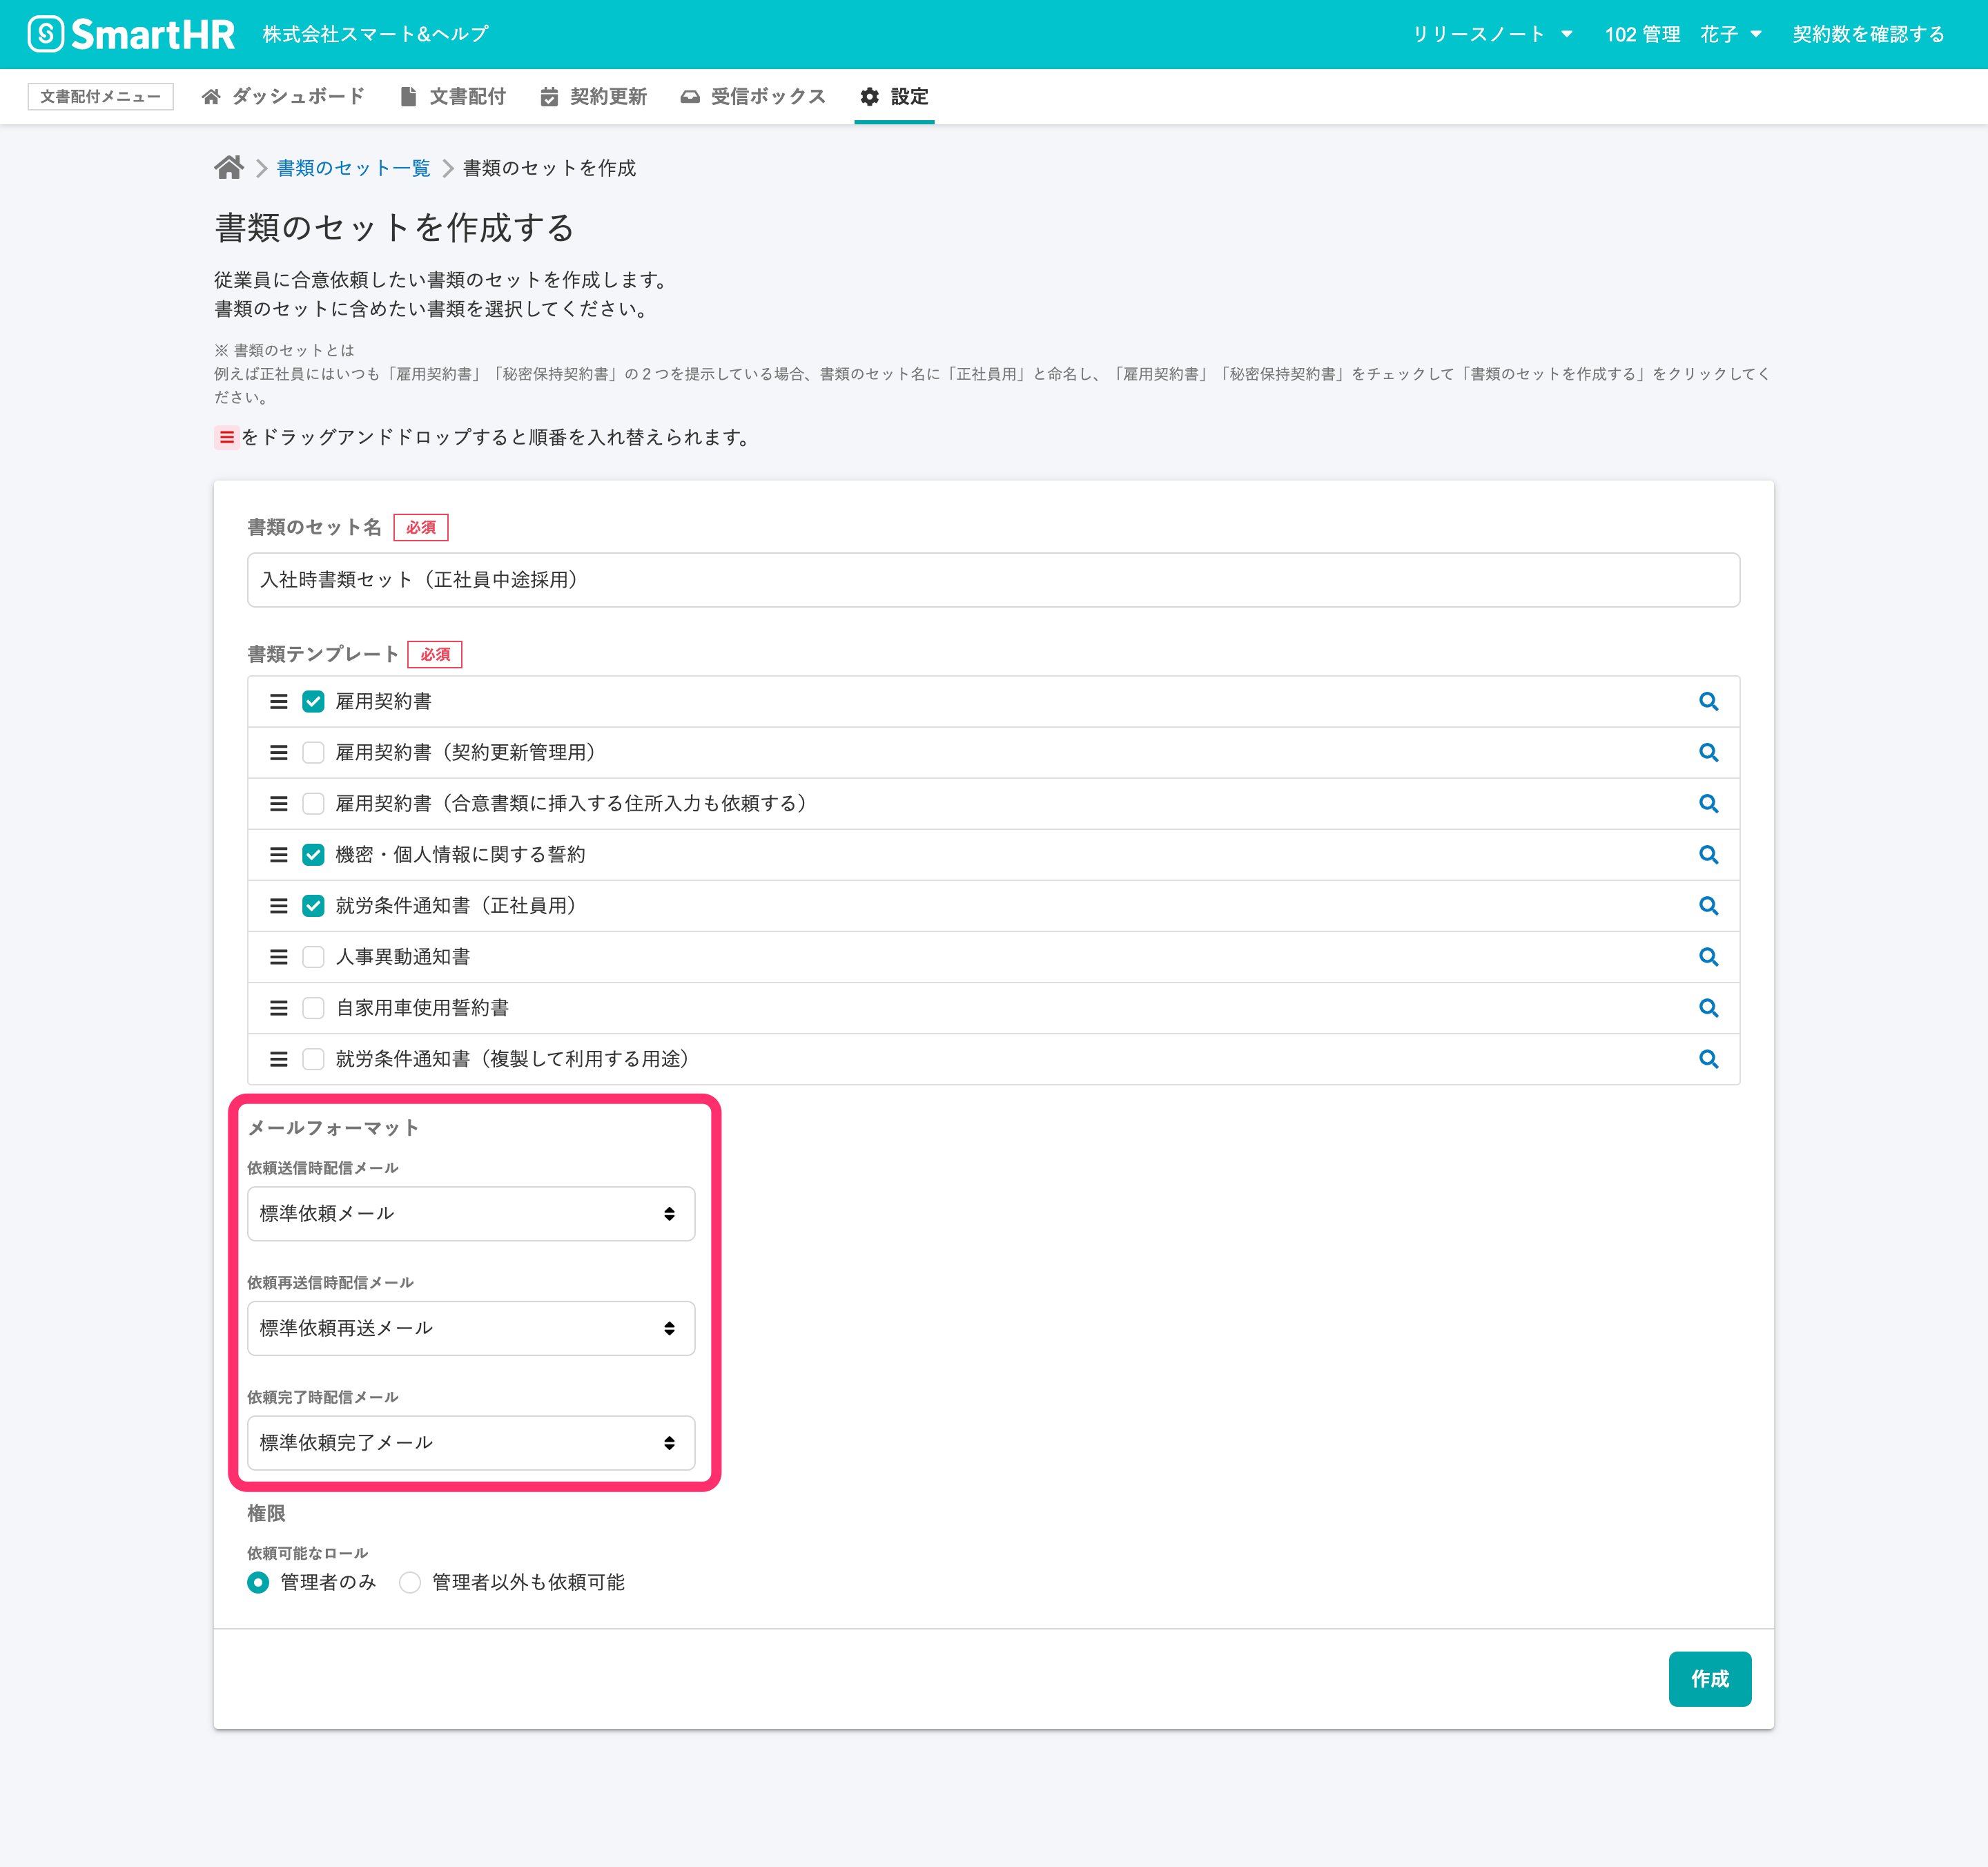 SmartHR 株式会社スマート&ヘルプ リリースノート 102 管理 花子 契約数を確認する
文書配付メニュー ダッシュボード 文書配付 契約更新 受信ボックス 設定
書類のセット一覧 書類のセットを作成
書類のセットを作成する
従業員に合意依頼したい書類のセットを作成します。
書類のセットに含めたい書類を選択してください。
※ 書類のセットとは
例えば正社員にはいつも「雇用契約書」「秘密保持契約書」の２つを提示している場合、書類のセット名に「正社員用」と命名し、「雇用契約書」「秘密保持契約書」をチェックして「書類のセットを作成する」をクリックしてく
ださい。
をドラッグアンドドロップすると順番を入れ替えられます。
書類のセット名 必須
入社時書類セット（正社員中途採用）
書類テンプレート 必須
雇用契約書
雇用契約書（契約更新管理用）
雇用契約書（合意書類に挿入する住所入力も依頼する）
機密・個人情報に関する誓約
就労条件通知書（正社員用）
人事異動通知書
自家用車使用誓約書
就労条件通知書（複製して利用する用途）
メールフォーマット
依頼送信時配信メール
標準依頼メール
依頼再送信時配信メール
標準依頼再送メール
依頼完了時配信メール
標準依頼完了メール
権限
依頼可能なロール
管理者のみ 管理者以外も依頼可能
作成